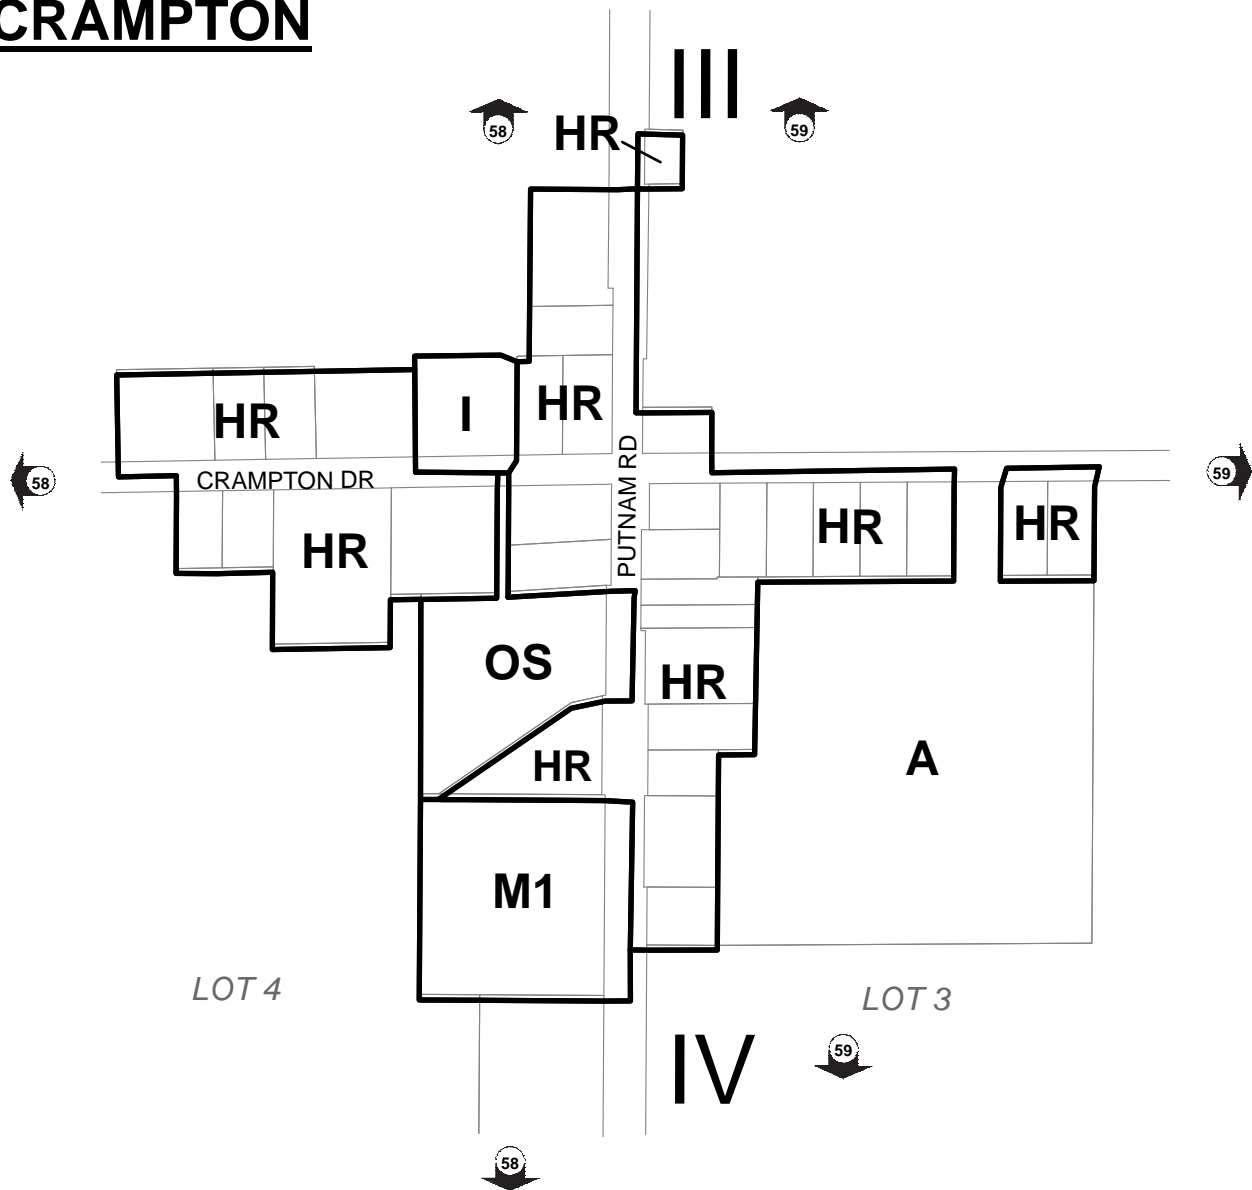 CRAMPTON
III
58
59
HR
HR
I
HR
58
CRAMPTON DR
PUTNAM RD
59
HR
HR
HR
OS
HR
HR
A
M1
LOT 4
LOT 3
IV
59
58